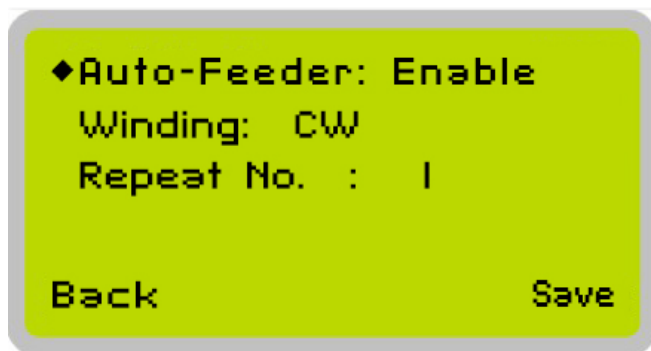 ◆Auto-Feeder: Enable
Winding: CW
Repeat No. : 1
Back Save